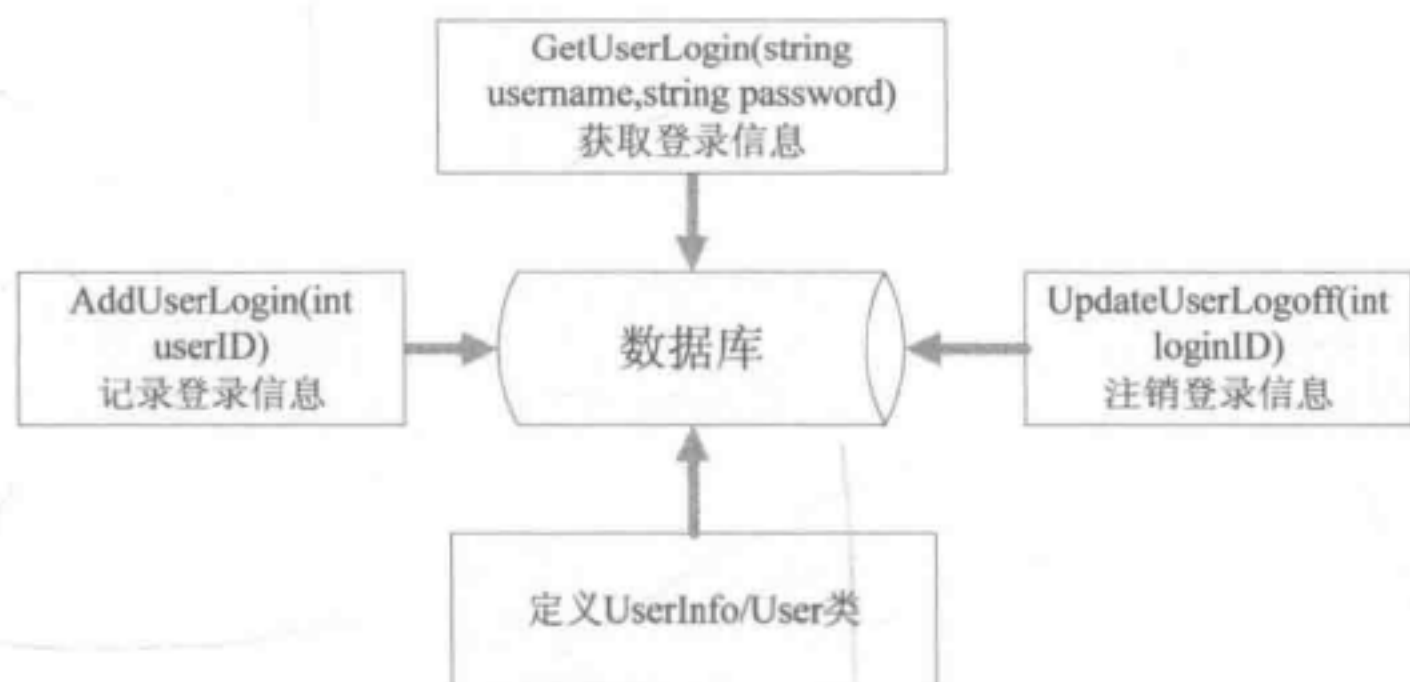 GetUserLogin(string
username,string password)
获取登录信息
AddUserLogin(int
userID)
记录登录信息
数据库
UpdateUserLogoff(int
loginID)
注销登录信息
定义UserInfo/User类